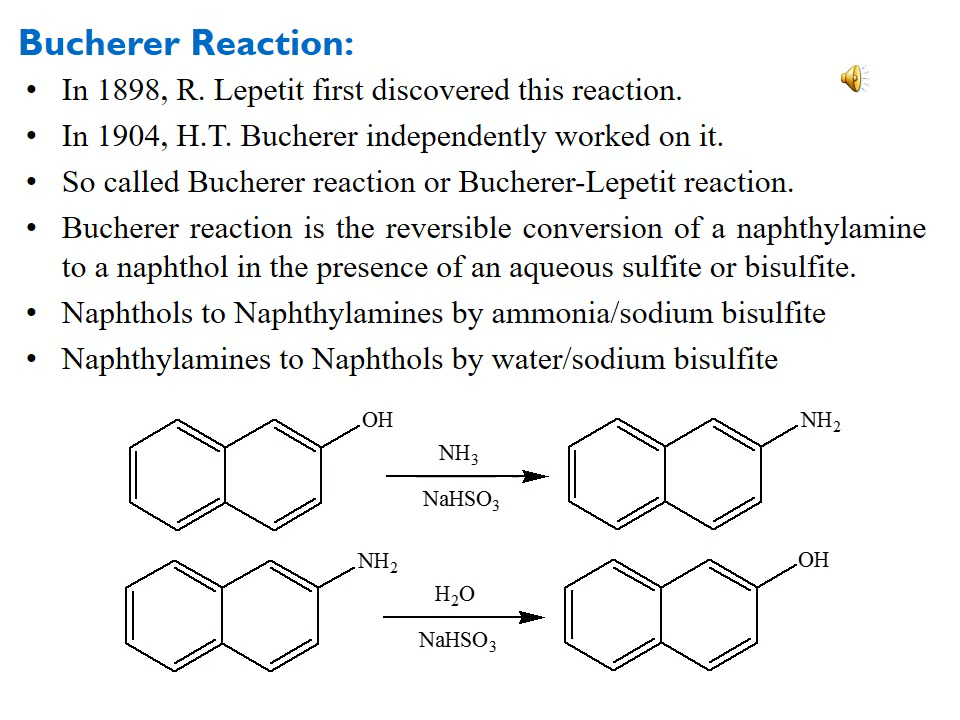 Bucherer Reaction:
• In 1898, R. Lepetit first discovered this reaction.
• In 1904, H.T. Bucherer independently worked on it.
• So called Bucherer reaction or Bucherer-Lepetit reaction.
• Bucherer reaction is the reversible conversion of a naphthylamine
to a naphthol in the presence of an aqueous sulfite or bisulfite.
• Naphthols to Naphthylamines by ammonia/sodium bisulfite
• Naphthylamines to Naphthols by water/sodium bisulfite
OH
NH₃
NaHSO₃
NH₂
NH₂
H₂O
NaHSO₃
OH